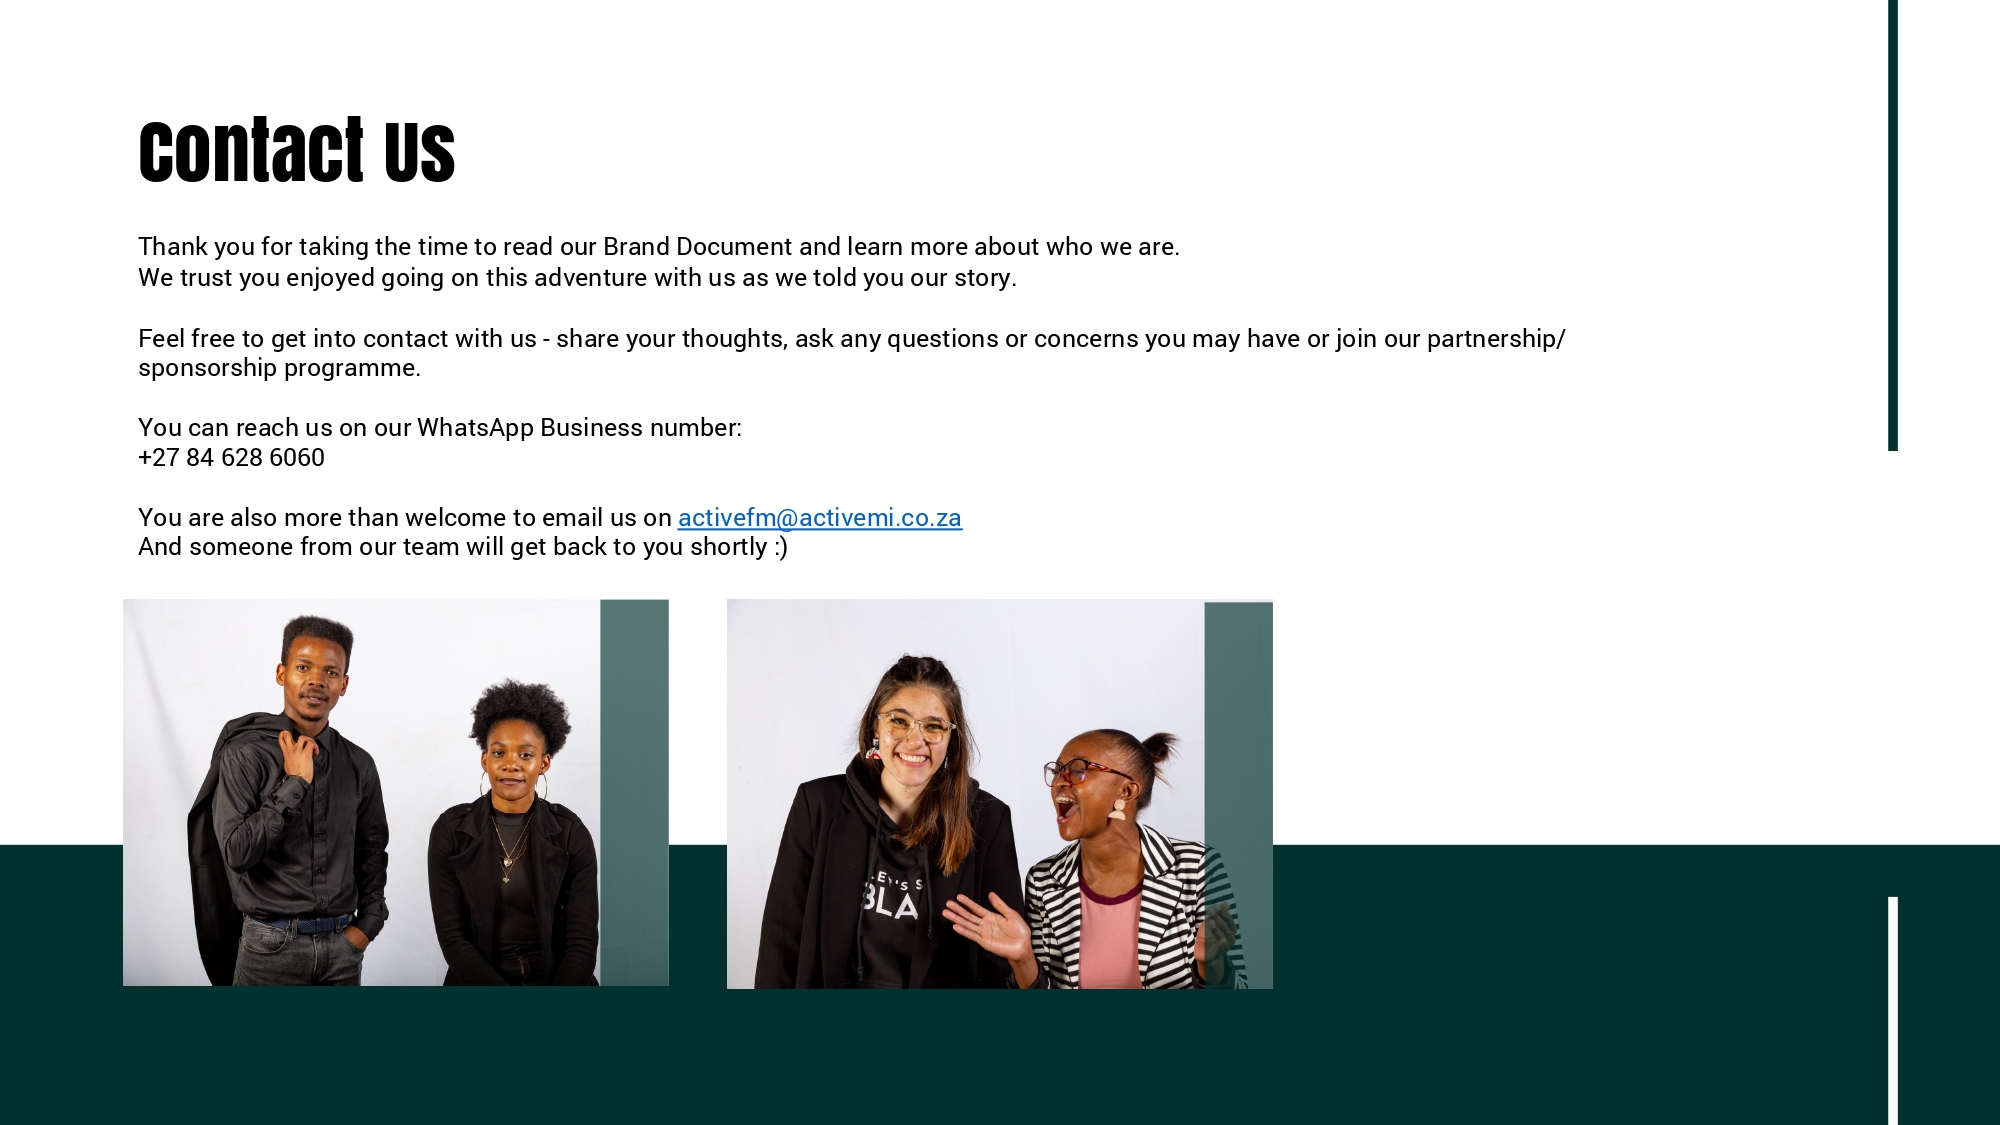 Contact Us
Thank you for taking the time to read our Brand Document and learn more about who we are.
We trust you enjoyed going on this adventure with us as we told you our story.
Feel free to get into contact with us - share your thoughts, ask any questions or concerns you may have or join our partnership/
sponsorship programme.
You can reach us on our WhatsApp Business number:
+27 84 628 6060
You are also more than welcome to email us on activefm@activemi.co.za
And someone from our team will get back to you shortly :)